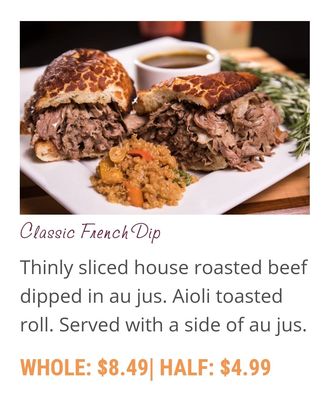 Classic French Dip
Thinly sliced house roasted beef
dipped in au jus. Aioli toasted
roll. Served with a side of au jus.
WHOLE: $8.49| HALF: $4.99